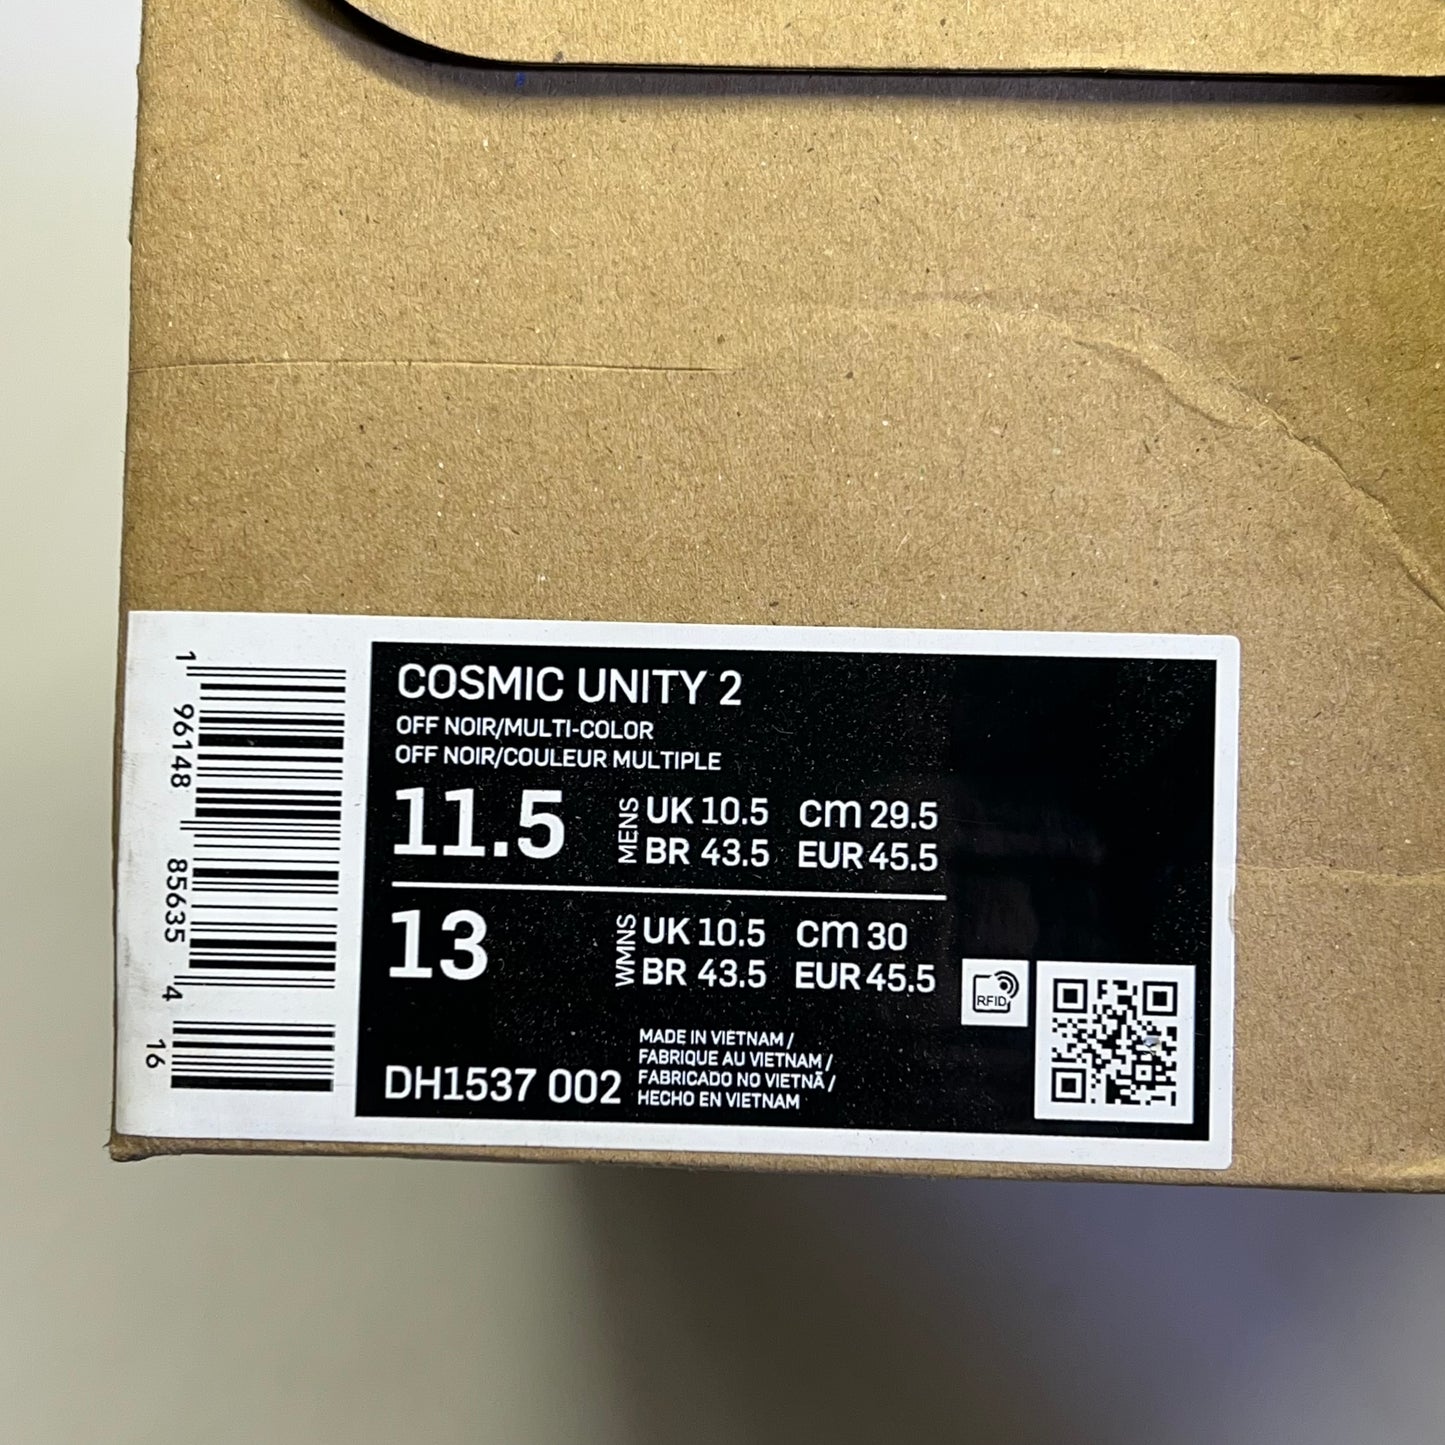 1 96148 85635 4
16
COSMIC UNITY 2
OFF NOIR/MULTI-COLOR
OFF NOIR/COULEUR MULTIPLE
11.5 MENS UK 10.5 CM 29.5
BR 43.5 EUR 45.5
13 WMNS UK 10.5 CM 30
BR 43.5 EUR 45.5
RFID
DH1537 002
MADE IN VIETNAM /
FABRIQUE AU VIETNAM /
FABRICADO NO VIETNÃ /
HECHO EN VIETNAM